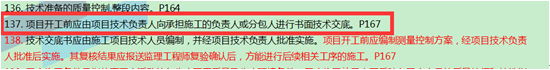 136. 技术准备的质量控制,整段内容。P164
137. 项目开工前应由项目技术负责人向承担施工的负责人或分包人进行书面技术交底。P167
138. 技术交底书应由施工项目技术人员编制，并经项目技术负责人批准实施。项目开工前应编制测量控制方案，经项目技术负责
人批准后实施。其复核结果应报送监理工程师复验确认后，方能进行后续相关工序的施工。P167